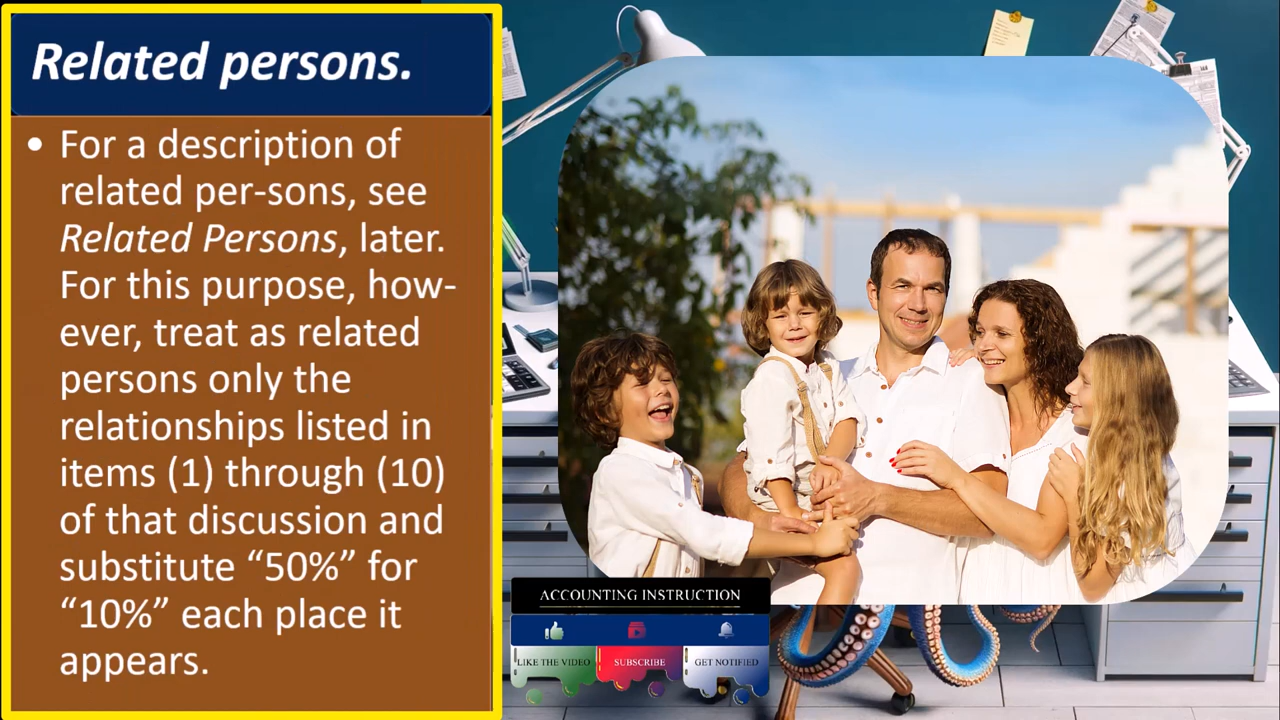 Related persons.
• For a description of
related per-sons, see
Related Persons, later.
For this purpose, how-
ever, treat as related
persons only the
relationships listed in
items (1) through (10)
of that discussion and
substitute “50%” for
“10%” each place it
appears.
ACCOUNTING INSTRUCTION
LIKE THE VIDEO
SUBSCRIBE
GET NOTIFIED